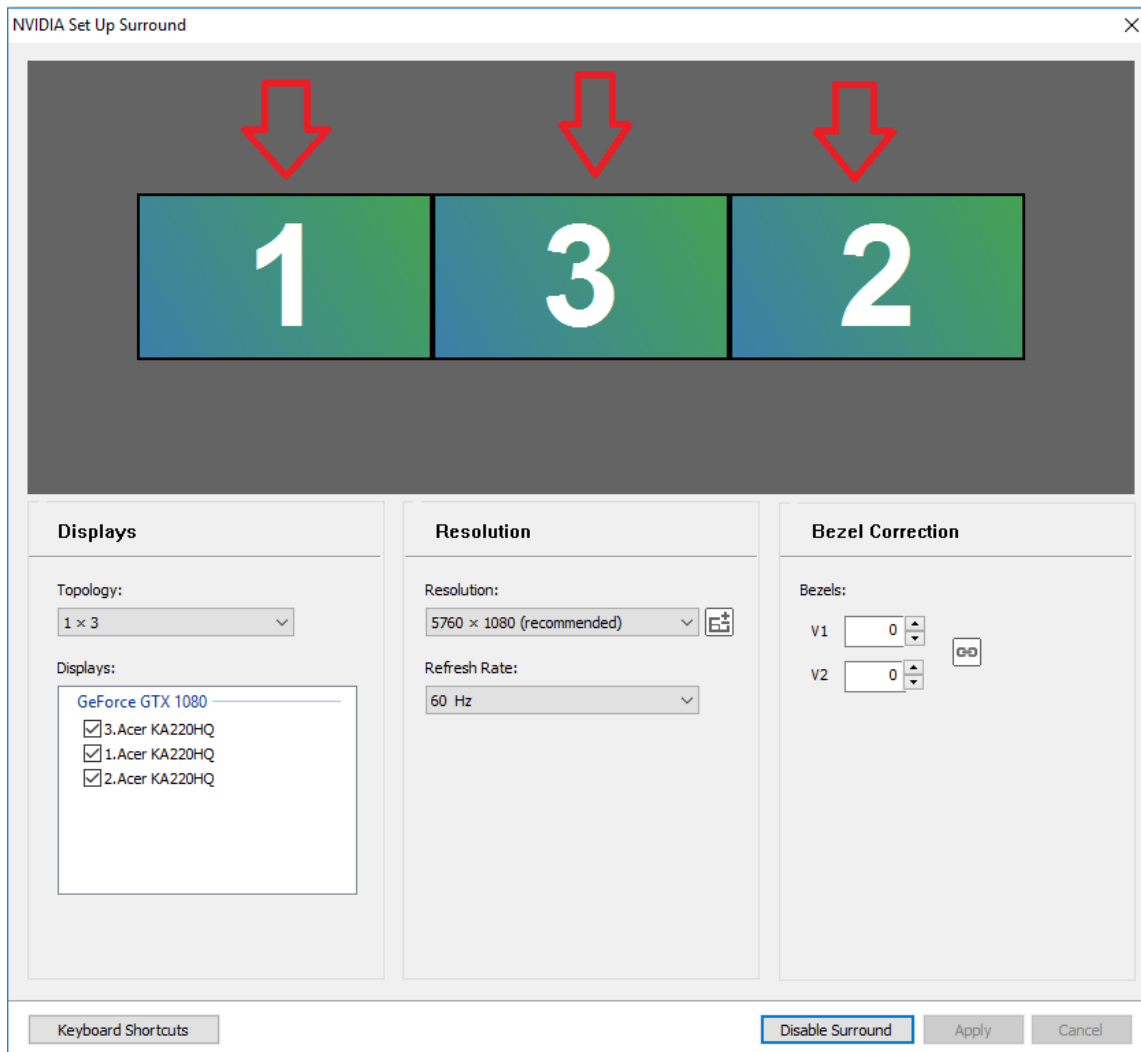 NVIDIA Set Up Surround
1 3 2
Displays
Topology:
1 × 3
Displays:
GeForce GTX 1080
3.Acer KA220HQ
1.Acer KA220HQ
2.Acer KA220HQ
Resolution
Resolution:
5760 × 1080 (recommended)
Refresh Rate:
60 Hz
Bezel Correction
Bezels:
V1 0
V2 0
Keyboard Shortcuts
Disable Surround
Apply
Cancel